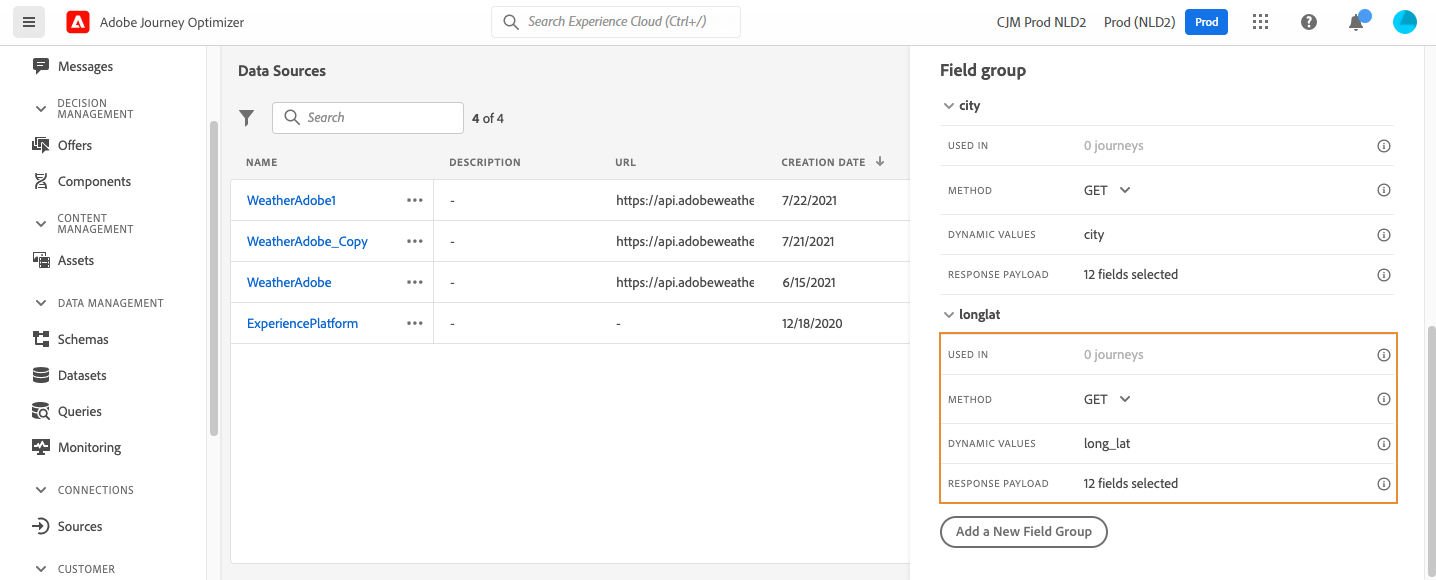 Adobe Journey Optimizer
Search Experience Cloud (Ctrl+/)
CJM Prod NLD2
Prod (NLD2)
Prod
Messages
DECISION
MANAGEMENT
Offers
Components
CONTENT
MANAGEMENT
Assets
DATA MANAGEMENT
Schemas
Datasets
Queries
Monitoring
CONNECTIONS
Sources
CUSTOMER
Data Sources
Search
4 of 4
NAME DESCRIPTION URL CREATION DATE
WeatherAdobe1 - https://api.adobeweathe 7/22/2021
WeatherAdobe_Copy - https://api.adobeweathe 7/21/2021
WeatherAdobe - https://api.adobeweathe 6/15/2021
ExperiencePlatform - - 12/18/2020
Field group
city
USED IN 0 journeys
METHOD GET
DYNAMIC VALUES city
RESPONSE PAYLOAD 12 fields selected
longlat
USED IN 0 journeys
METHOD GET
DYNAMIC VALUES long_lat
RESPONSE PAYLOAD 12 fields selected
Add a New Field Group